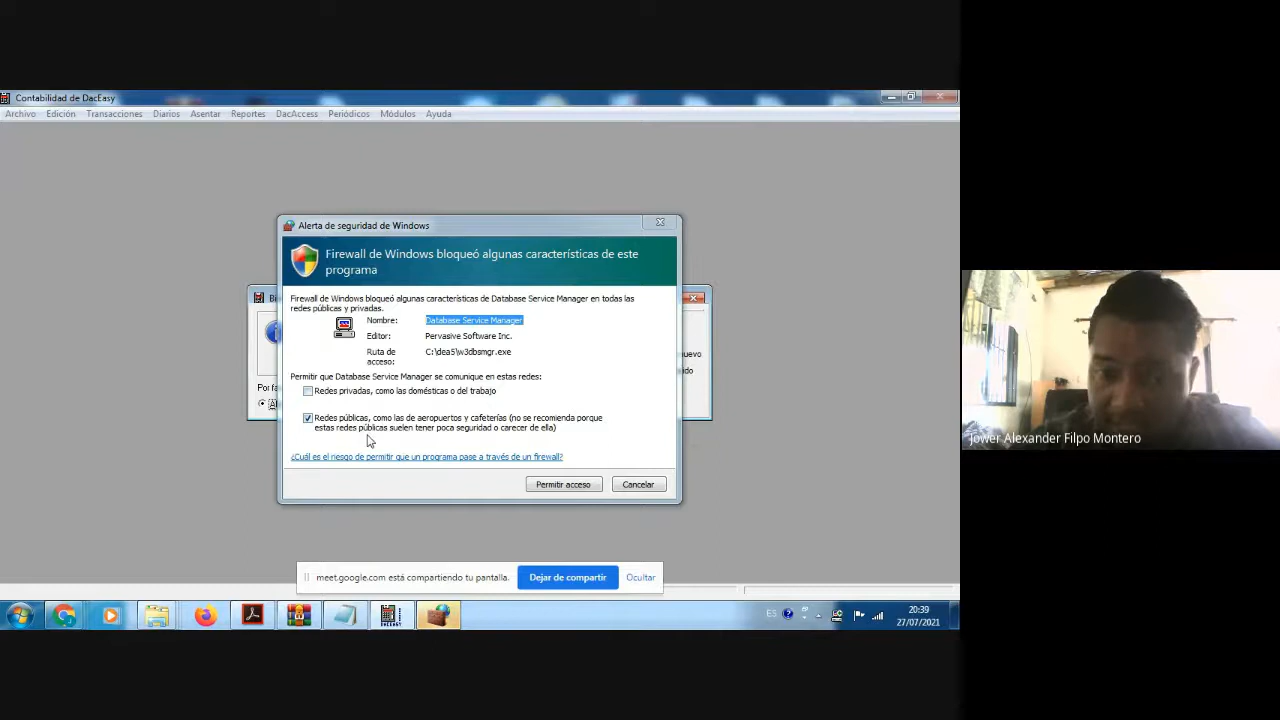 Contabilidad de DacEasy
Archivo Edición Transacciones Diarios Asentar Reportes DacAccess Periódicos Módulos Ayuda
Alerta de seguridad de Windows
Firewall de Windows bloqueó algunas características de este
programa
Firewall de Windows bloqueó algunas características de Database Service Manager en todas las
redes públicas y privadas.
Nombre: Database Service Manager
Editor: Pervasive Software Inc.
Ruta de C:\dea5\w3dbsmgr.exe
acceso:
nuevo
Permitir que Database Service Manager se comunique en estas redes:
Redes privadas, como las domésticas o del trabajo
Redes públicas, como las de aeropuertos y cafeterías (no se recomienda porque
estas redes públicas suelen tener poca seguridad o carecer de ella)
¿Cuál es el riesgo de permitir que un programa pase a través de un firewall?
Permitir acceso Cancelar
meet.google.com está compartiendo tu pantalla. Dejar de compartir Ocultar
DACEASY
ES
20:39
27/07/2021
Jower Alexander Filpo Montero